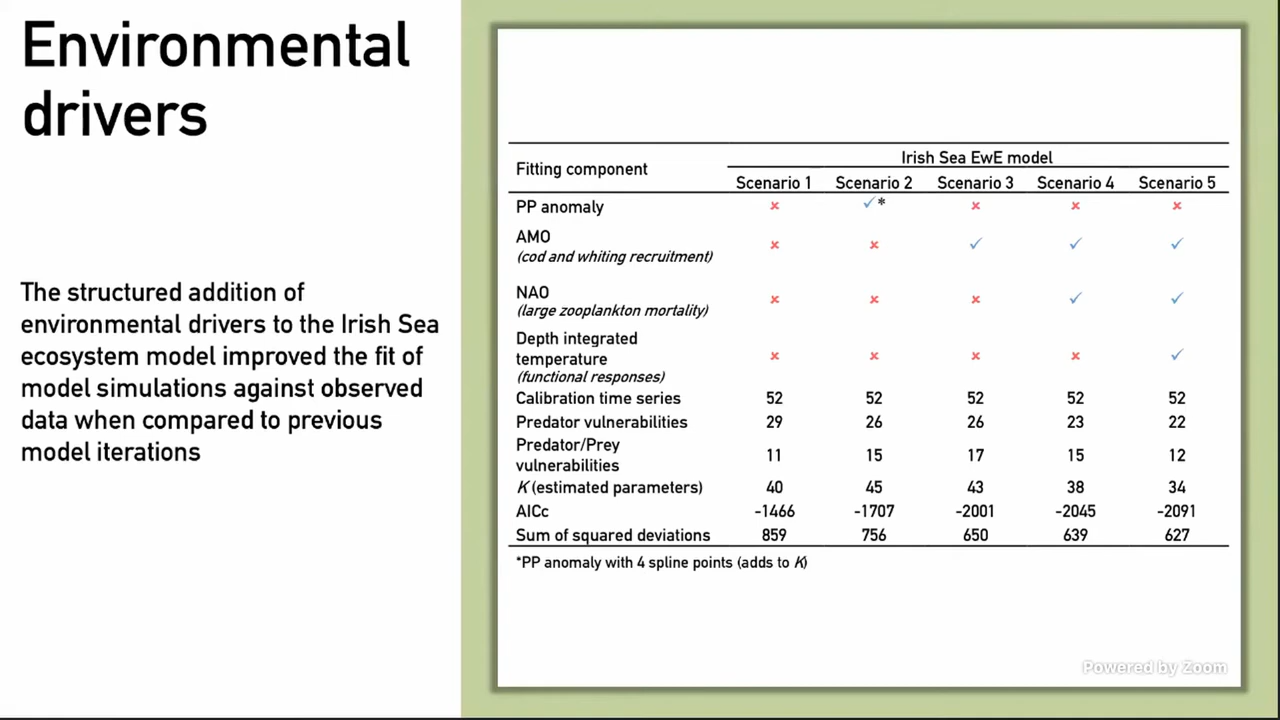 Environmental
drivers
The structured addition of
environmental drivers to the Irish Sea
ecosystem model improved the fit of
model simulations against observed
data when compared to previous
model iterations
Irish Sea EwE model
Fitting component
Scenario 1 Scenario 2 Scenario 3 Scenario 4 Scenario 5
PP anomaly ✗ ✓* ✗ ✗ ✗
AMO
(cod and whiting recruitment) ✗ ✗ ✓ ✓ ✓
NAO
(large zooplankton mortality) ✗ ✗ ✗ ✓ ✓
Depth integrated
temperature ✗ ✗ ✗ ✗ ✓
(functional responses)
Calibration time series 52 52 52 52 52
Predator vulnerabilities 29 26 26 23 22
Predator/Prey
vulnerabilities 11 15 17 15 12
K (estimated parameters) 40 45 43 38 34
AICc -1466 -1707 -2001 -2045 -2091
Sum of squared deviations 859 756 650 639 627
*PP anomaly with 4 spline points (adds to K)
Powered by Zoom